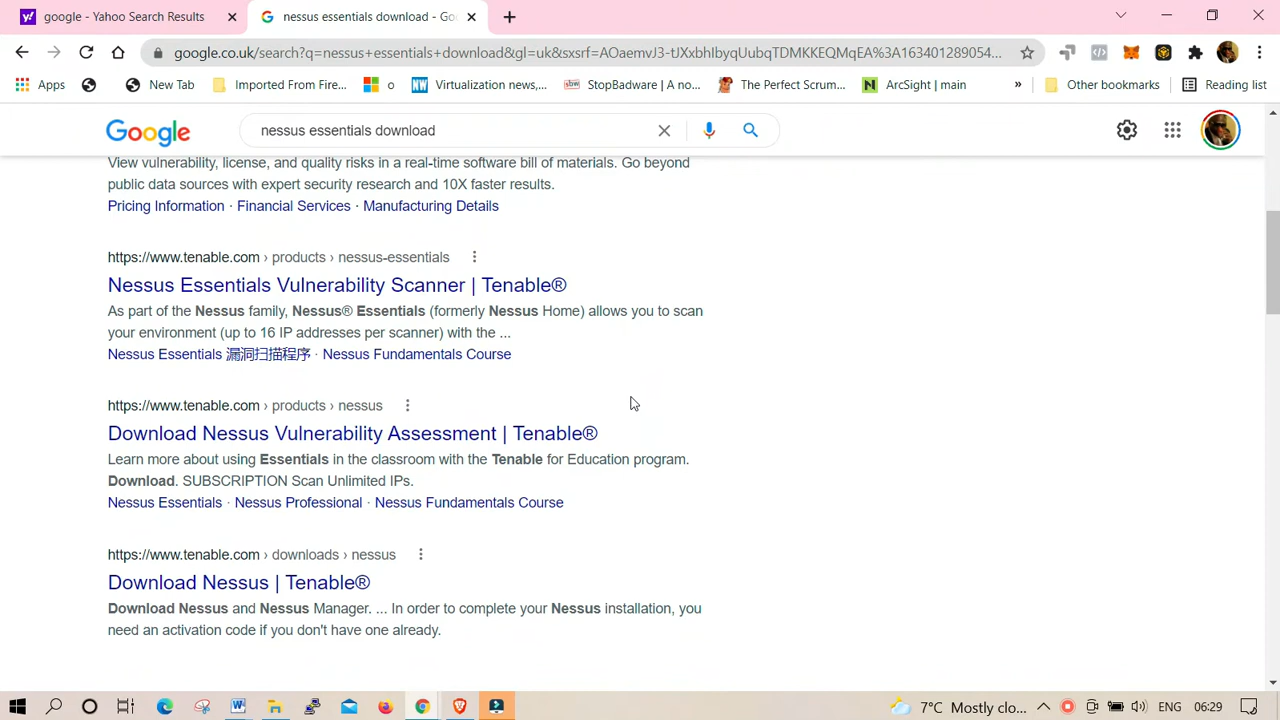 google - Yahoo Search Results
nessus essentials download - Go
google.co.uk/search?q=nessus+essentials+download&gl=uk&sxsrf=AOaemvJ3-tJXxbhIbyqUubqTDMKKEQMqEA%3A163401289054...
Apps
New Tab
Imported From Fire...
o
Virtualization news,...
StopBadware | A no...
The Perfect Scrum...
ArcSight | main
»
Other bookmarks
Reading list
Google
nessus essentials download
View vulnerability, license, and quality risks in a real-time software bill of materials. Go beyond
public data sources with expert security research and 10X faster results.
Pricing Information · Financial Services · Manufacturing Details
https://www.tenable.com › products › nessus-essentials
Nessus Essentials Vulnerability Scanner | Tenable®
As part of the Nessus family, Nessus® Essentials (formerly Nessus Home) allows you to scan
your environment (up to 16 IP addresses per scanner) with the ...
Nessus Essentials 漏洞扫描程序 · Nessus Fundamentals Course
https://www.tenable.com › products › nessus
Download Nessus Vulnerability Assessment | Tenable®
Learn more about using Essentials in the classroom with the Tenable for Education program.
Download. SUBSCRIPTION Scan Unlimited IPs.
Nessus Essentials · Nessus Professional · Nessus Fundamentals Course
https://www.tenable.com › downloads › nessus
Download Nessus | Tenable®
Download Nessus and Nessus Manager. ... In order to complete your Nessus installation, you
need an activation code if you don't have one already.
7°C Mostly clo...
ENG
06:29